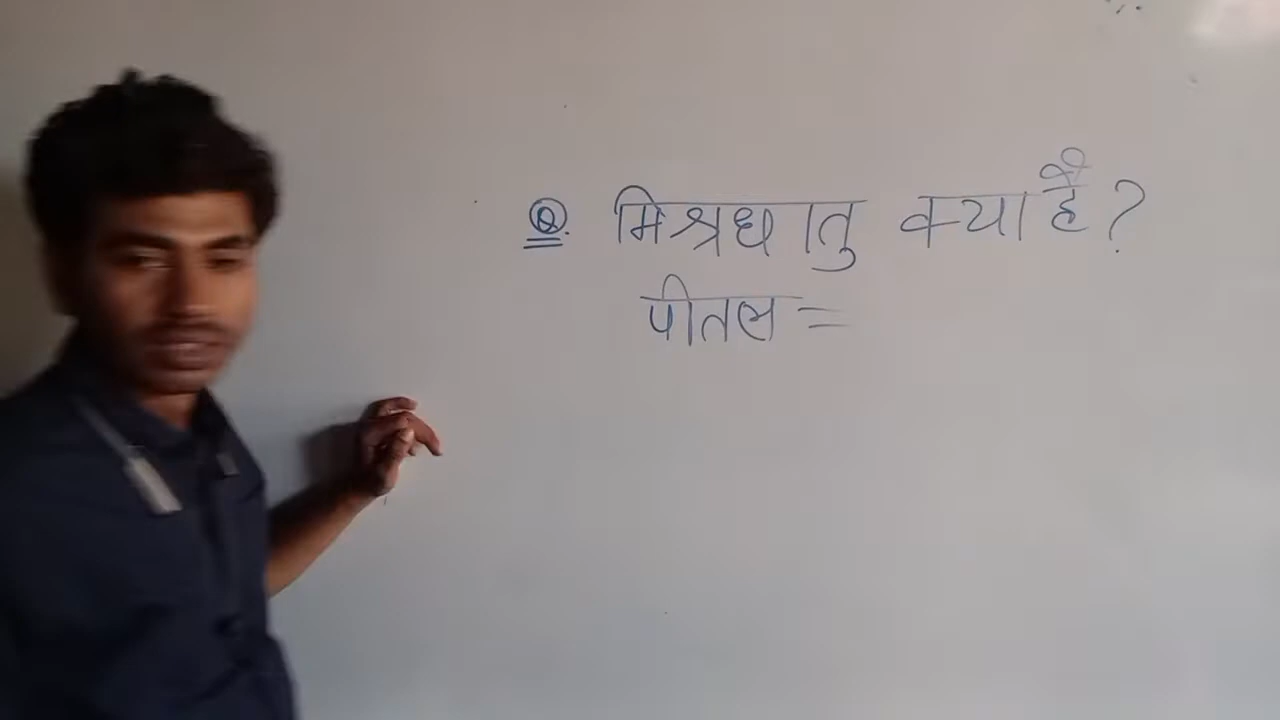 Q. मिश्रधातु क्या है ?
पीतल =